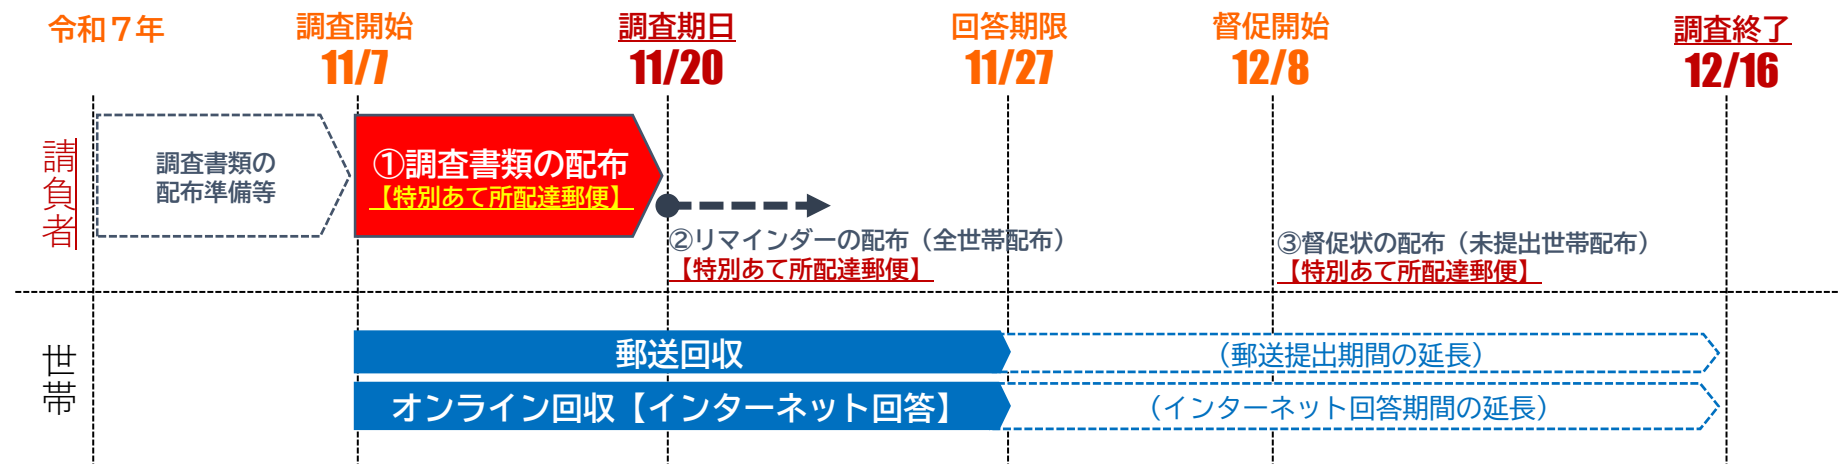 令和７年
調査開始
11/7
調査期日
11/20
回答期限
11/27
督促開始
12/8
調査終了
12/16
請負者
調査書類の
配布準備等
①調査書類の配布
【特別あて所配達郵便】
②リマインダーの配布（全世帯配布）
【特別あて所配達郵便】
③督促状の配布（未提出世帯配布）
【特別あて所配達郵便】
世帯
郵送回収
（郵送提出期間の延長）
オンライン回収【インターネット回答】
（インターネット回答期間の延長）